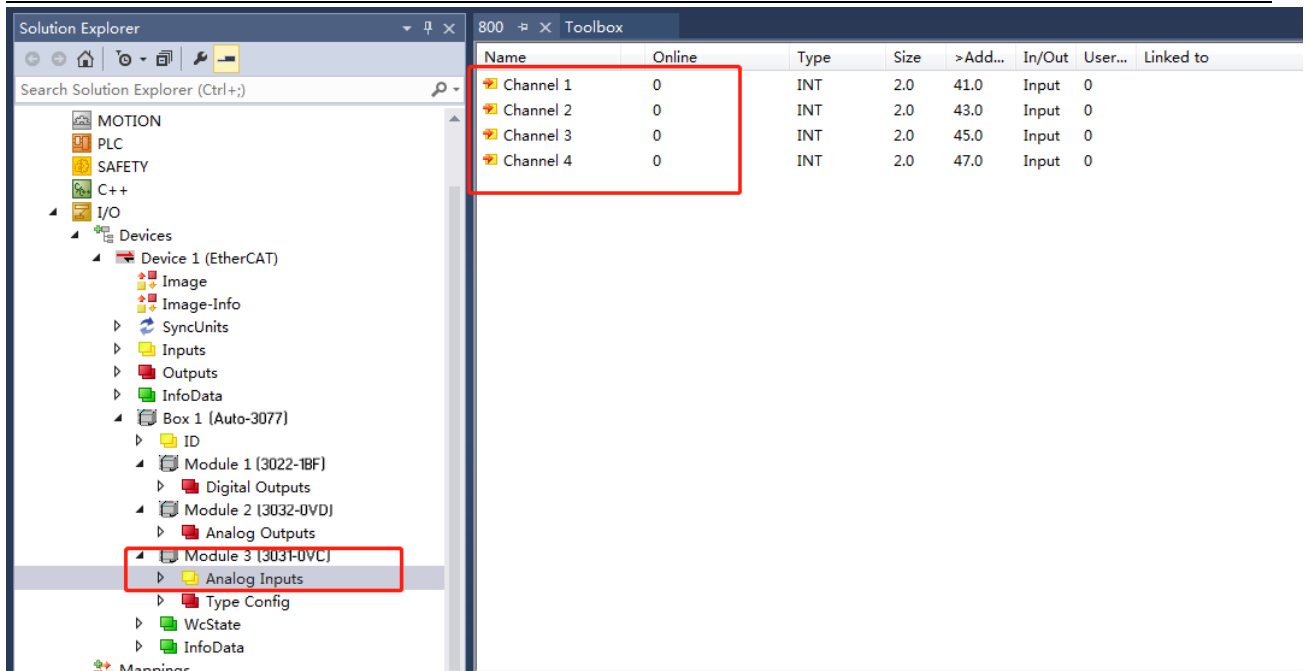 Solution Explorer
Search Solution Explorer (Ctrl+;)
MOTION
PLC
SAFETY
C++
I/O
Devices
Device 1 (EtherCAT)
Image
Image-Info
SyncUnits
Inputs
Outputs
InfoData
Box 1 (Auto-3077)
ID
Module 1 (3022-1BF)
Digital Outputs
Module 2 (3032-0VD)
Analog Outputs
Module 3 (3031-0VC)
Analog Inputs
Type Config
WcState
InfoData
Mappings
800 Toolbox
Name Online Type Size >Add... In/Out User... Linked to
Channel 1 0 INT 2.0 41.0 Input 0
Channel 2 0 INT 2.0 43.0 Input 0
Channel 3 0 INT 2.0 45.0 Input 0
Channel 4 0 INT 2.0 47.0 Input 0